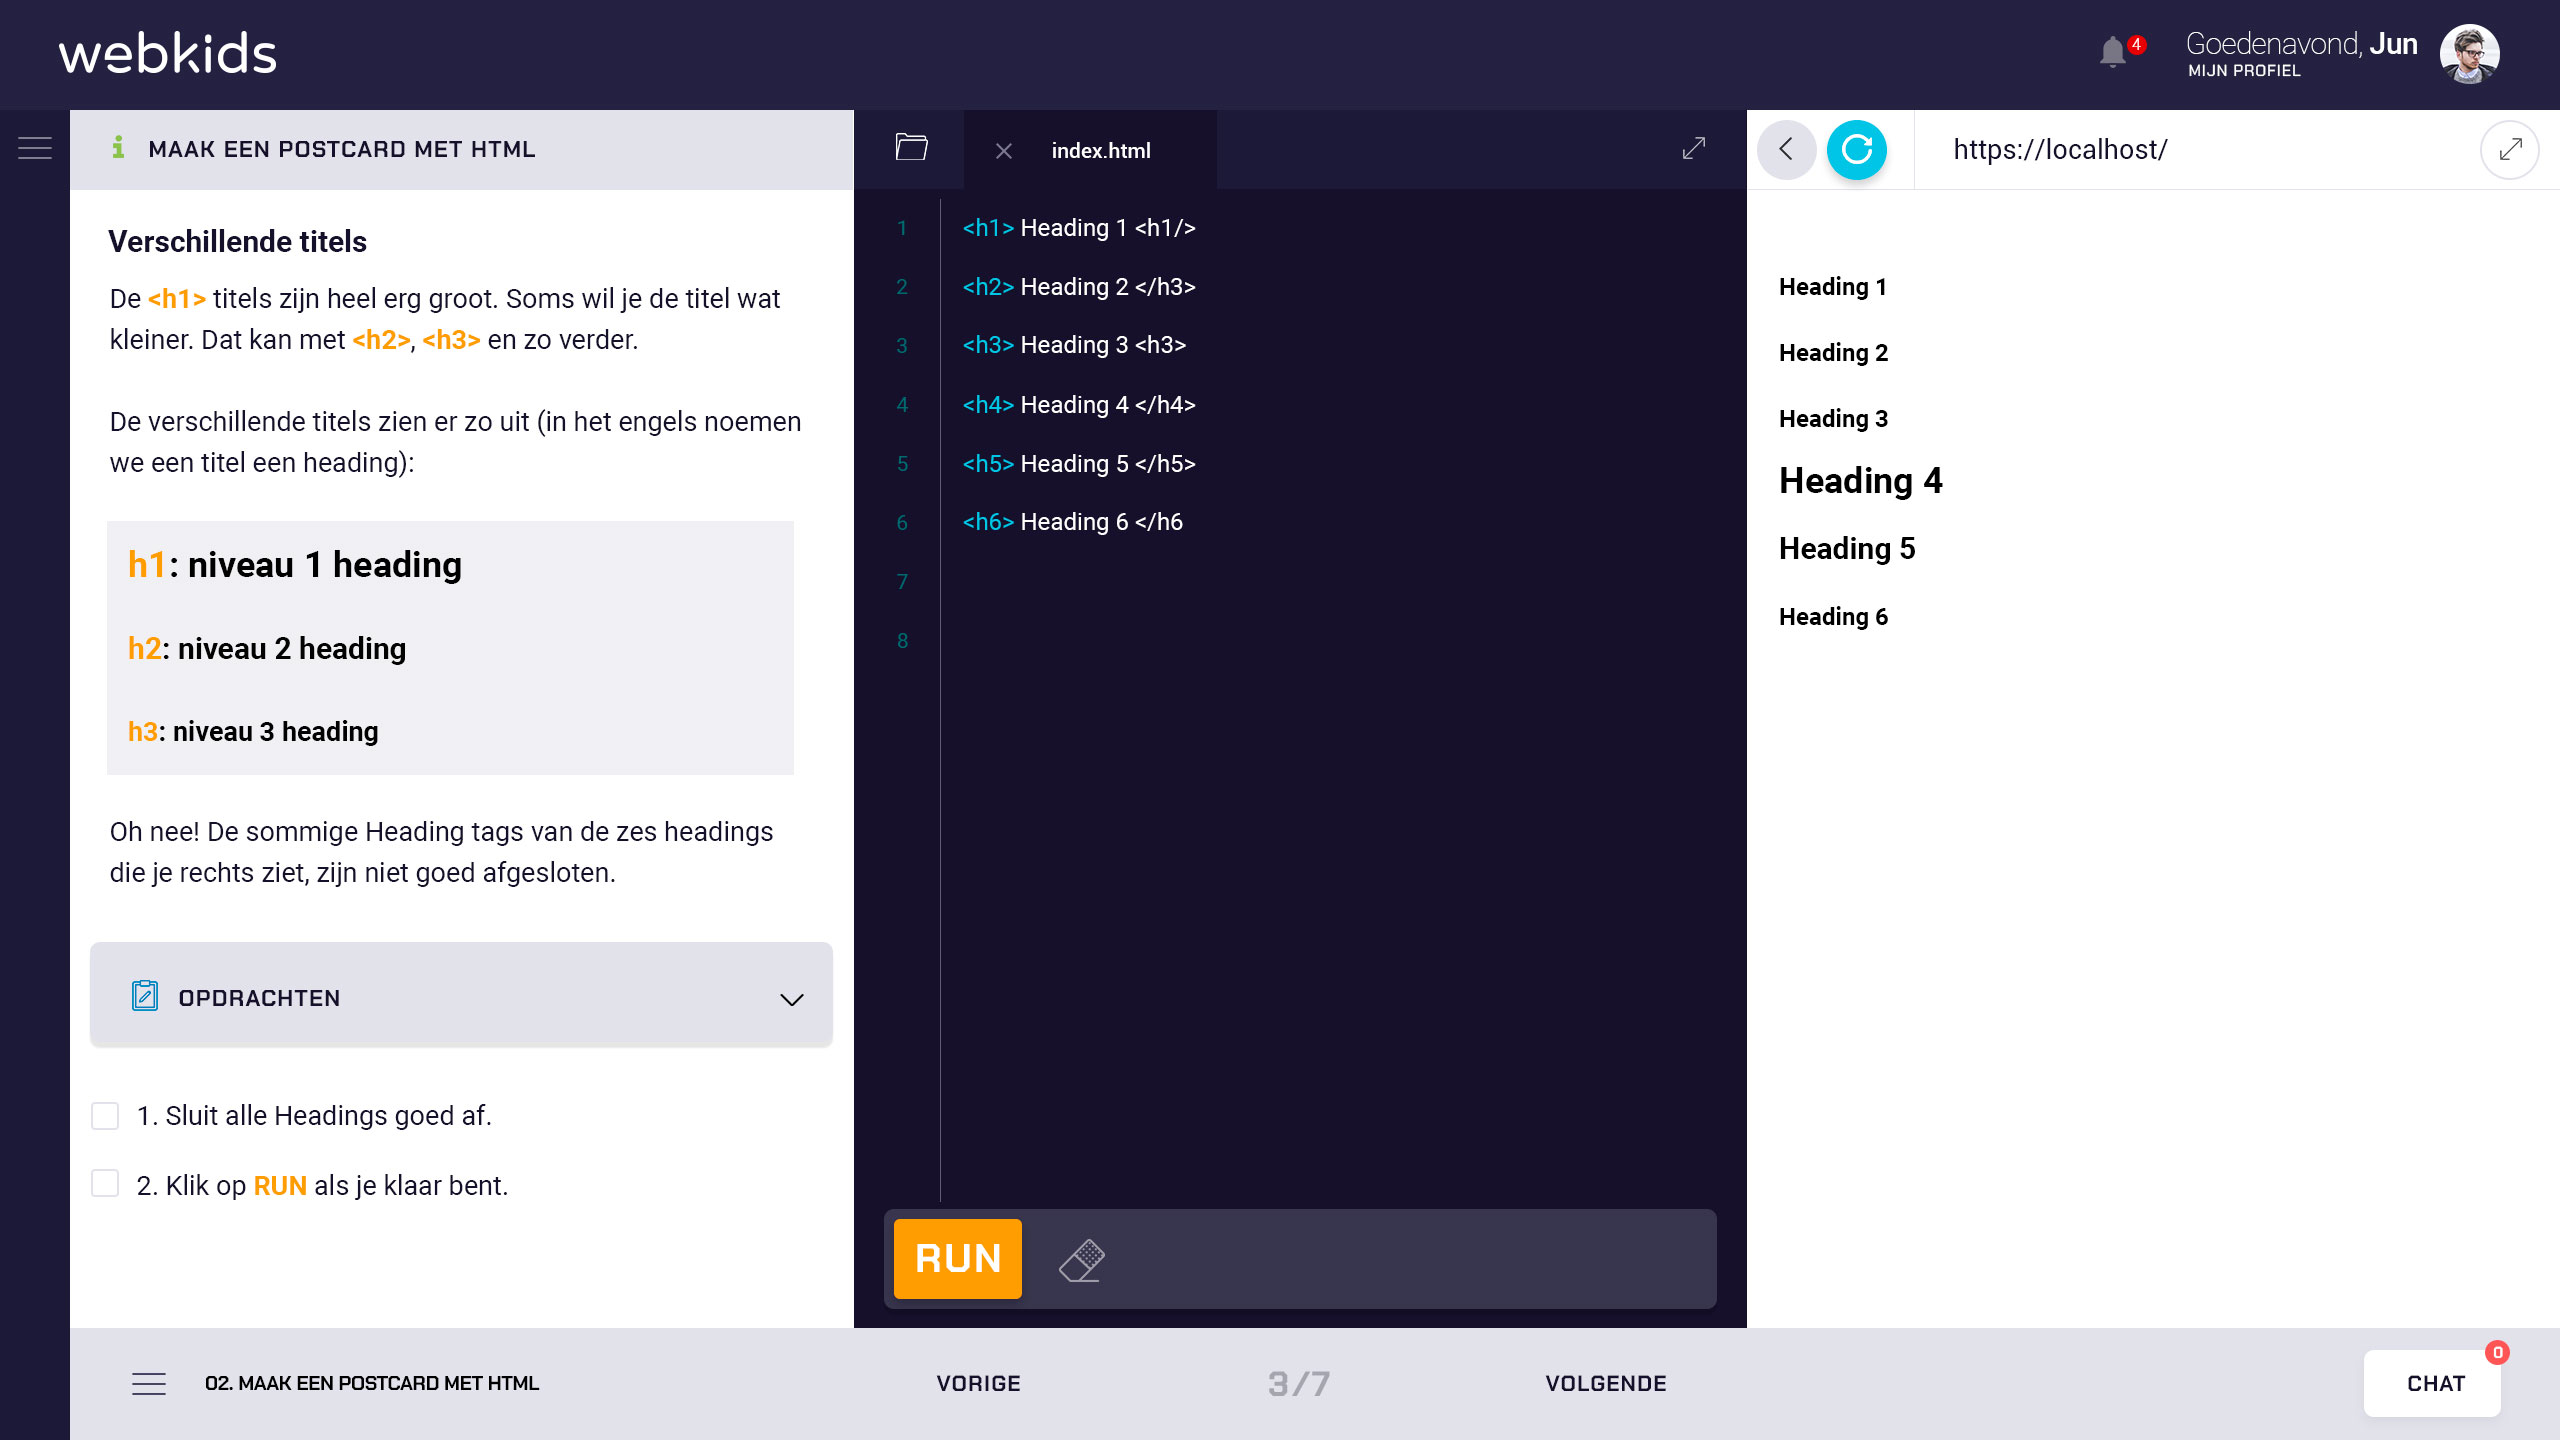 webkids
4
Goedenavond, Jun
MIJN PROFIEL
MAAK EEN POSTCARD MET HTML
Verschillende titels
De <h1> titels zijn heel erg groot. Soms wil je de titel wat
kleiner. Dat kan met <h2>, <h3> en zo verder.
De verschillende titels zien er zo uit (in het engels noemen
we een titel een heading):
h1: niveau 1 heading
h2: niveau 2 heading
h3: niveau 3 heading
Oh nee! De sommige Heading tags van de zes headings
die je rechts ziet, zijn niet goed afgesloten.
OPDRACHTEN
1. Sluit alle Headings goed af.
2. Klik op RUN als je klaar bent.
index.html
1 <h1> Heading 1 <h1/>
2 <h2> Heading 2 </h3>
3 <h3> Heading 3 <h3>
4 <h4> Heading 4 </h4>
5 <h5> Heading 5 </h5>
6 <h6> Heading 6 </h6
7
8
RUN
https://localhost/
Heading 1
Heading 2
Heading 3
Heading 4
Heading 5
Heading 6
02. MAAK EEN POSTCARD MET HTML
VORIGE
3/7
VOLGENDE
CHAT
0